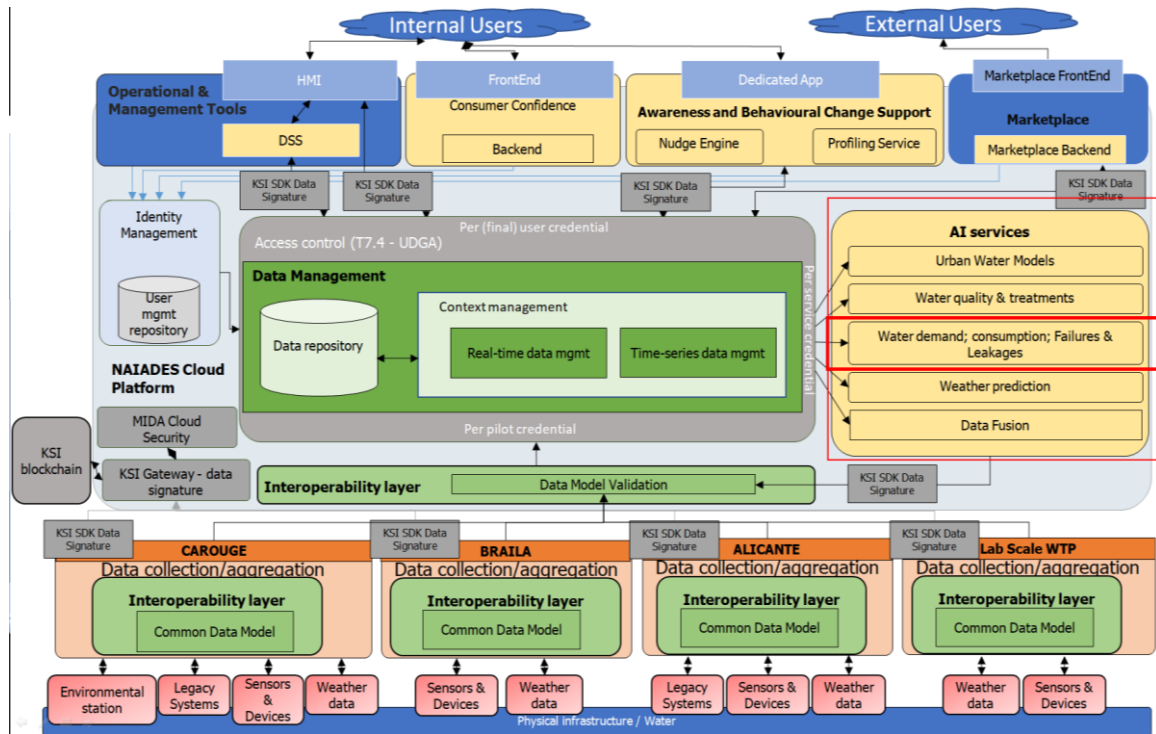 Internal Users
External Users
HMI
FrontEnd
Dedicated App
Marketplace FrontEnd
Operational &
Management Tools
Consumer Confidence
Awareness and Behavioural Change Support
Marketplace
DSS
Backend
Nudge Engine
Profiling Service
Marketplace Backend
KSI SDK Data
Signature
KSI SDK Data
Signature
KSI SDK Data
Signature
KSI SDK Data
Signature
Identity
Management
User
mgmt
repository
Per (final) user credential
Access control (T7.4 - UDGA)
Data Management
Data repository
Context management
Real-time data mgmt
Time-series data mgmt
Per service credential
Per pilot credential
AI services
Urban Water Models
Water quality & treatments
Water demand; consumption; Failures &
Leakages
Weather prediction
Data Fusion
NAIADES Cloud
Platform
MIDA Cloud
Security
KSI
blockchain
KSI Gateway - data
signature
Interoperability layer
Data Model Validation
KSI SDK Data
Signature
KSI SDK Data
Signature
KSI SDK Data
Signature
KSI SDK Data
Signature
KSI SDK Data
Signature
CAROUGE
Data collection/aggregation
Interoperability layer
Common Data Model
BRAILA
Data collection/aggregation
Interoperability layer
Common Data Model
ALICANTE
Data collection/aggregation
Interoperability layer
Common Data Model
Lab Scale WTP
Data collection/aggregation
Interoperability layer
Common Data Model
Environmental
station
Legacy
Systems
Sensors
&
Devices
Weather
data
Sensors &
Devices
Weather
data
Legacy
Systems
Sensors &
Devices
Weather
data
Weather
data
Sensors &
Devices
Physical infrastructure / Water